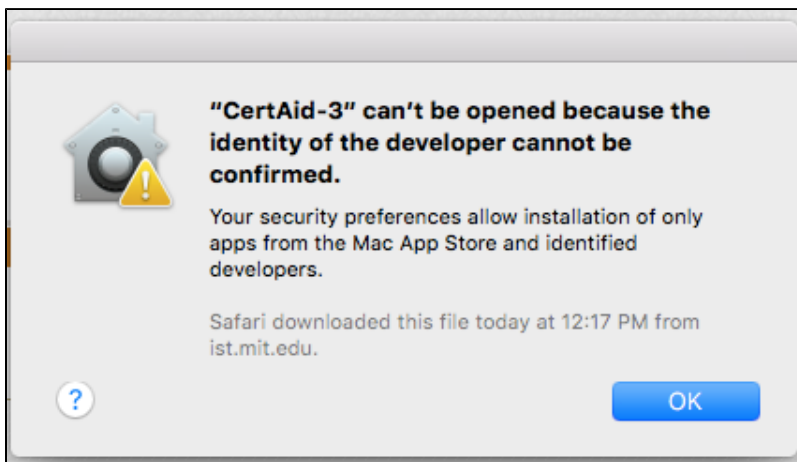 “CertAid-3” can’t be opened because the
identity of the developer cannot be
confirmed.
Your security preferences allow installation of only
apps from the Mac App Store and identified
developers.
Safari downloaded this file today at 12:17 PM from
ist.mit.edu.
?
OK